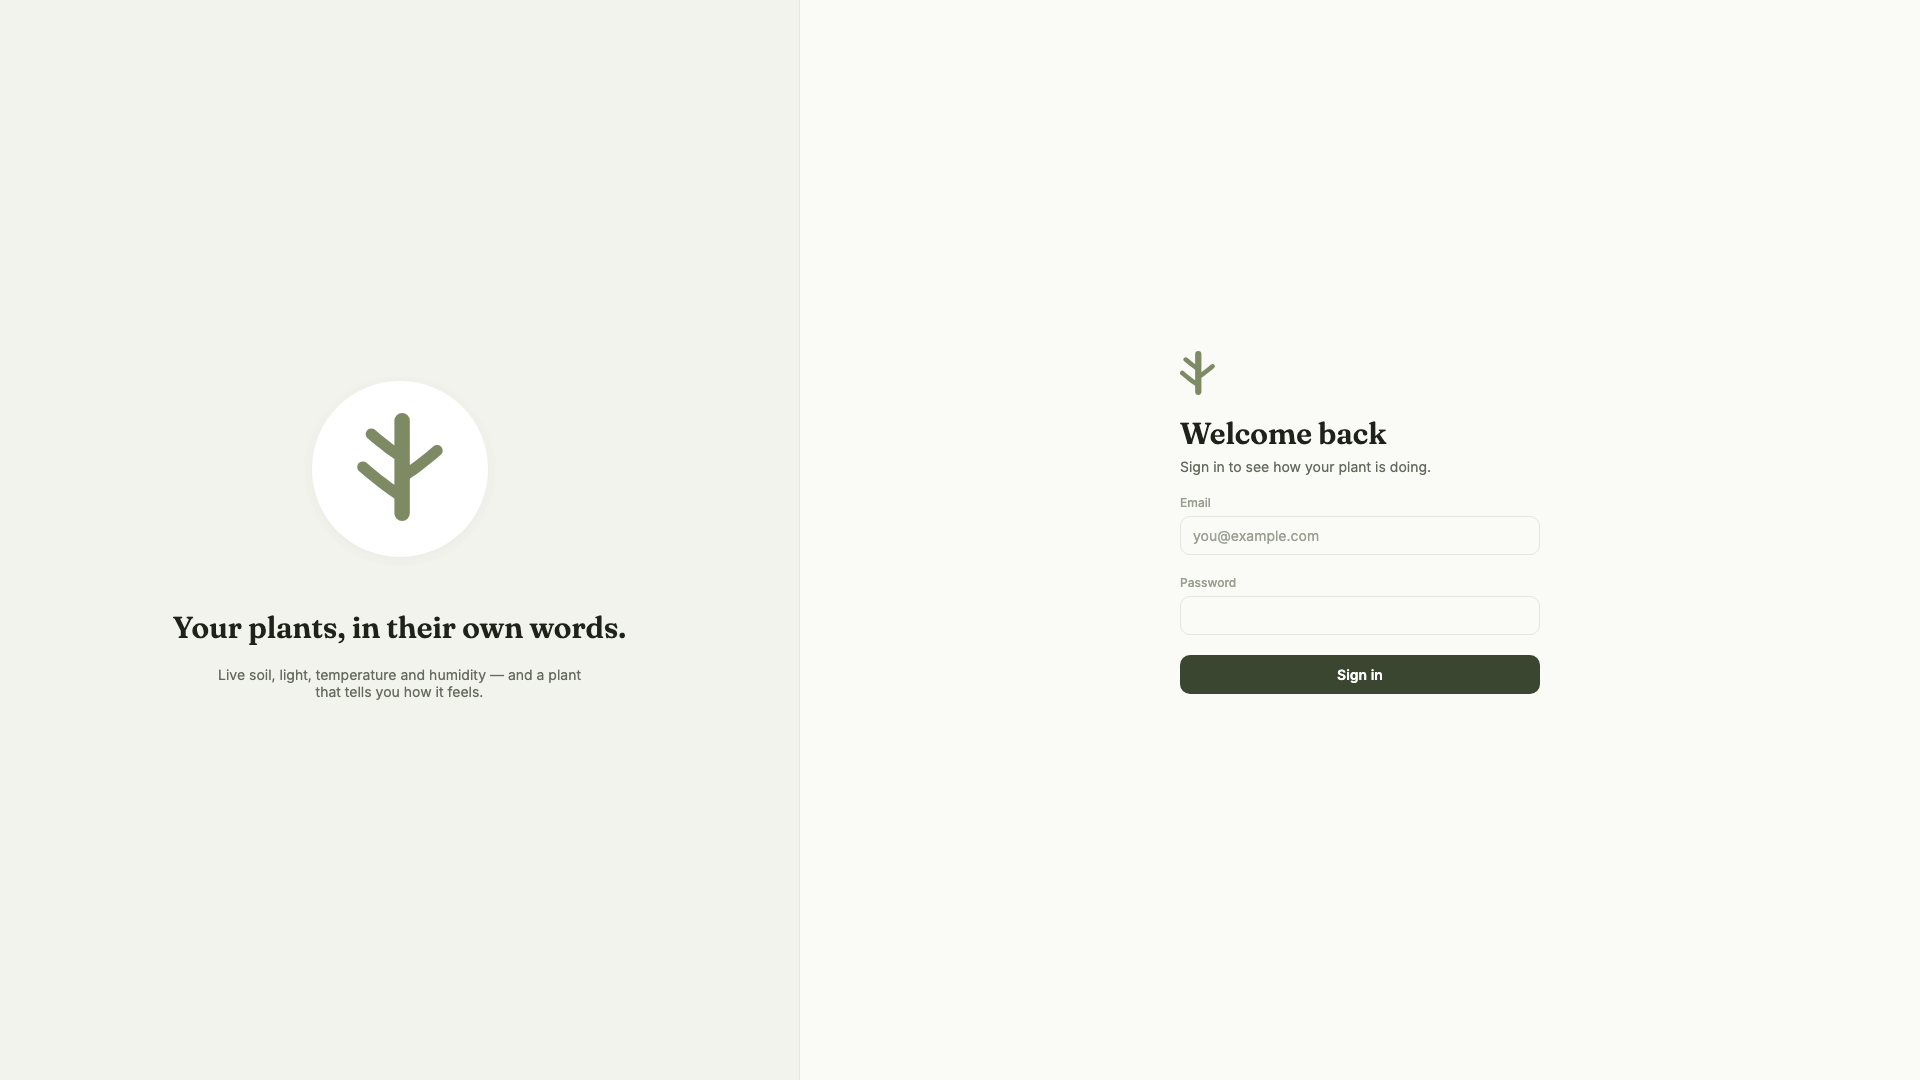 Your plants, in their own words.
Live soil, light, temperature and humidity — and a plant
that tells you how it feels.
Welcome back
Sign in to see how your plant is doing.
Email
you@example.com
Password
Sign in